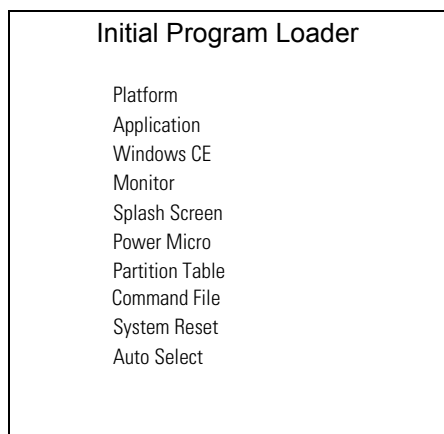 Initial Program Loader
Platform
Application
Windows CE
Monitor
Splash Screen
Power Micro
Partition Table
Command File
System Reset
Auto Select